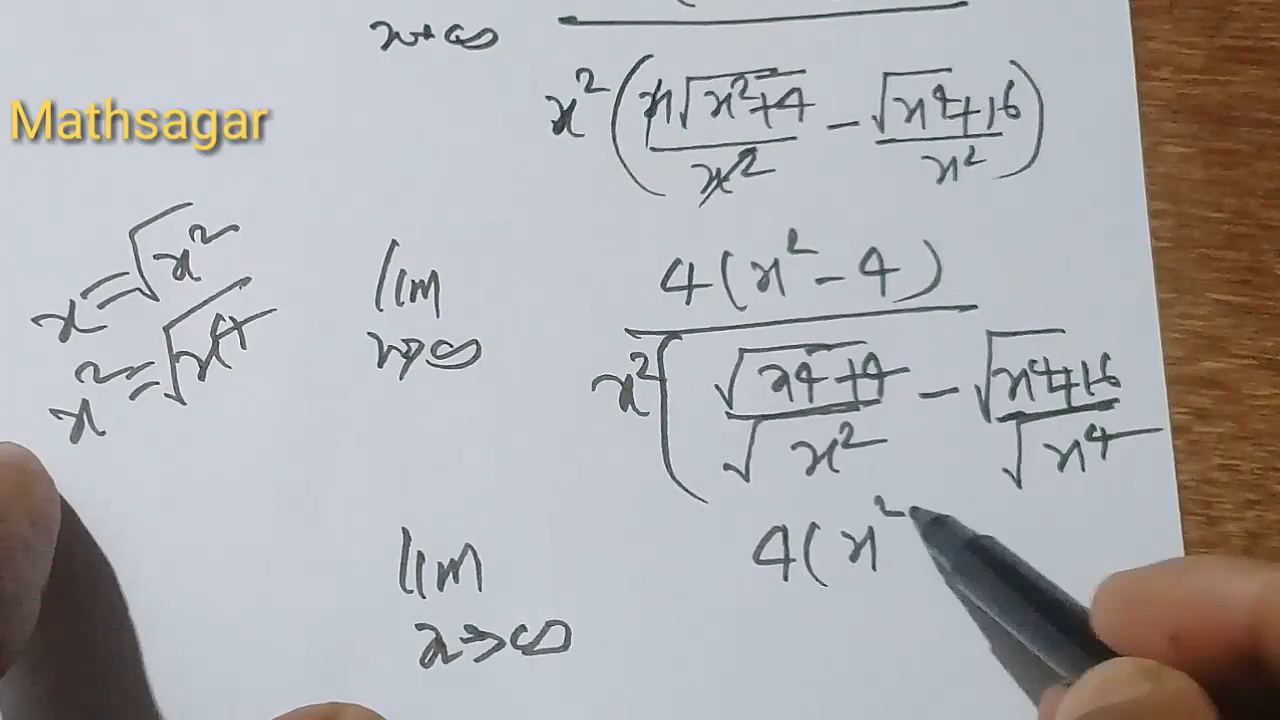 x→∞
x²(x√x²+4/x² − √x⁴+16/x²)
Mathsagar
x=√x²
x²=√x⁴
lim x→∞ 4(x²−4)
x²(√x4+4/√x² − √x⁴+16/√x⁴
lim x→∞ 4(x²